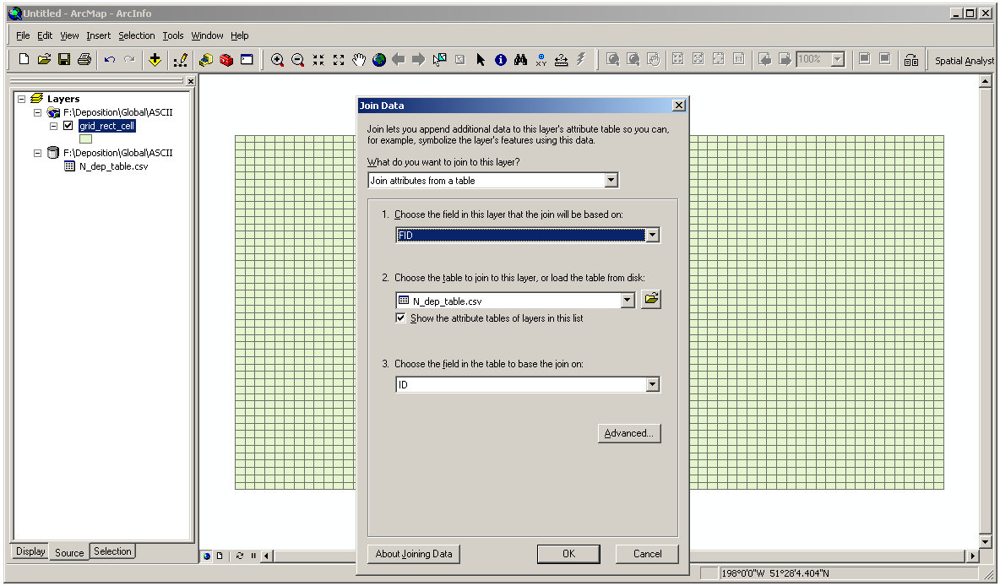 Untitled - ArcMap - ArcInfo
File Edit View Insert Selection Tools Window Help
100%
Spatial Analyst
Layers
F:\Deposition\Global\ASCII
grid_rect_cell
F:\Deposition\Global\ASCII
N_dep_table.csv
Join Data
Join lets you append additional data to this layer's attribute table so you can,
for example, symbolize the layer's features using this data.
What do you want to join to this layer?
Join attributes from a table
1. Choose the field in this layer that the join will be based on:
FID
2. Choose the table to join to this layer, or load the table from disk:
N_dep_table.csv
Show the attribute tables of layers in this list
3. Choose the field in the table to base the join on:
ID
Advanced...
About Joining Data OK Cancel
Display Source Selection
198°0'0"W 51°28'4.404"N